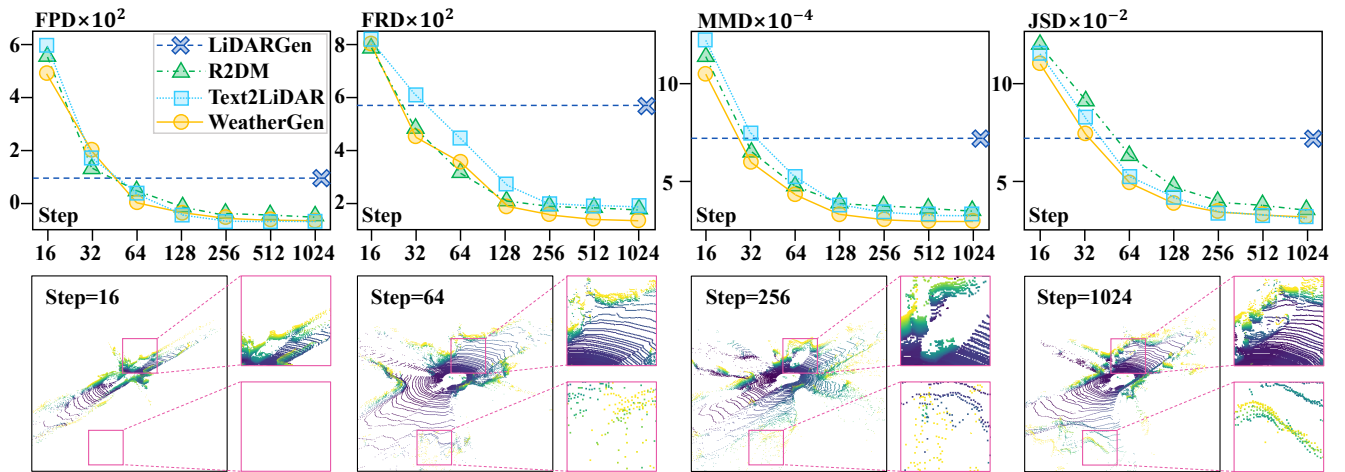 FPD×10²
FRD×10²
MMD×10⁻⁴
JSD×10⁻²
6
4
2
0
LiDARGen
R2DM
Text2LiDAR
WeatherGen
Step
16 32 64 128 256 512 1024
8
6
4
2
Step
16 32 64 128 256 512 1024
10
5
Step
16 32 64 128 256 512 1024
10
5
Step
16 32 64 128 256 512 1024
Step=16
Step=64
Step=256
Step=1024